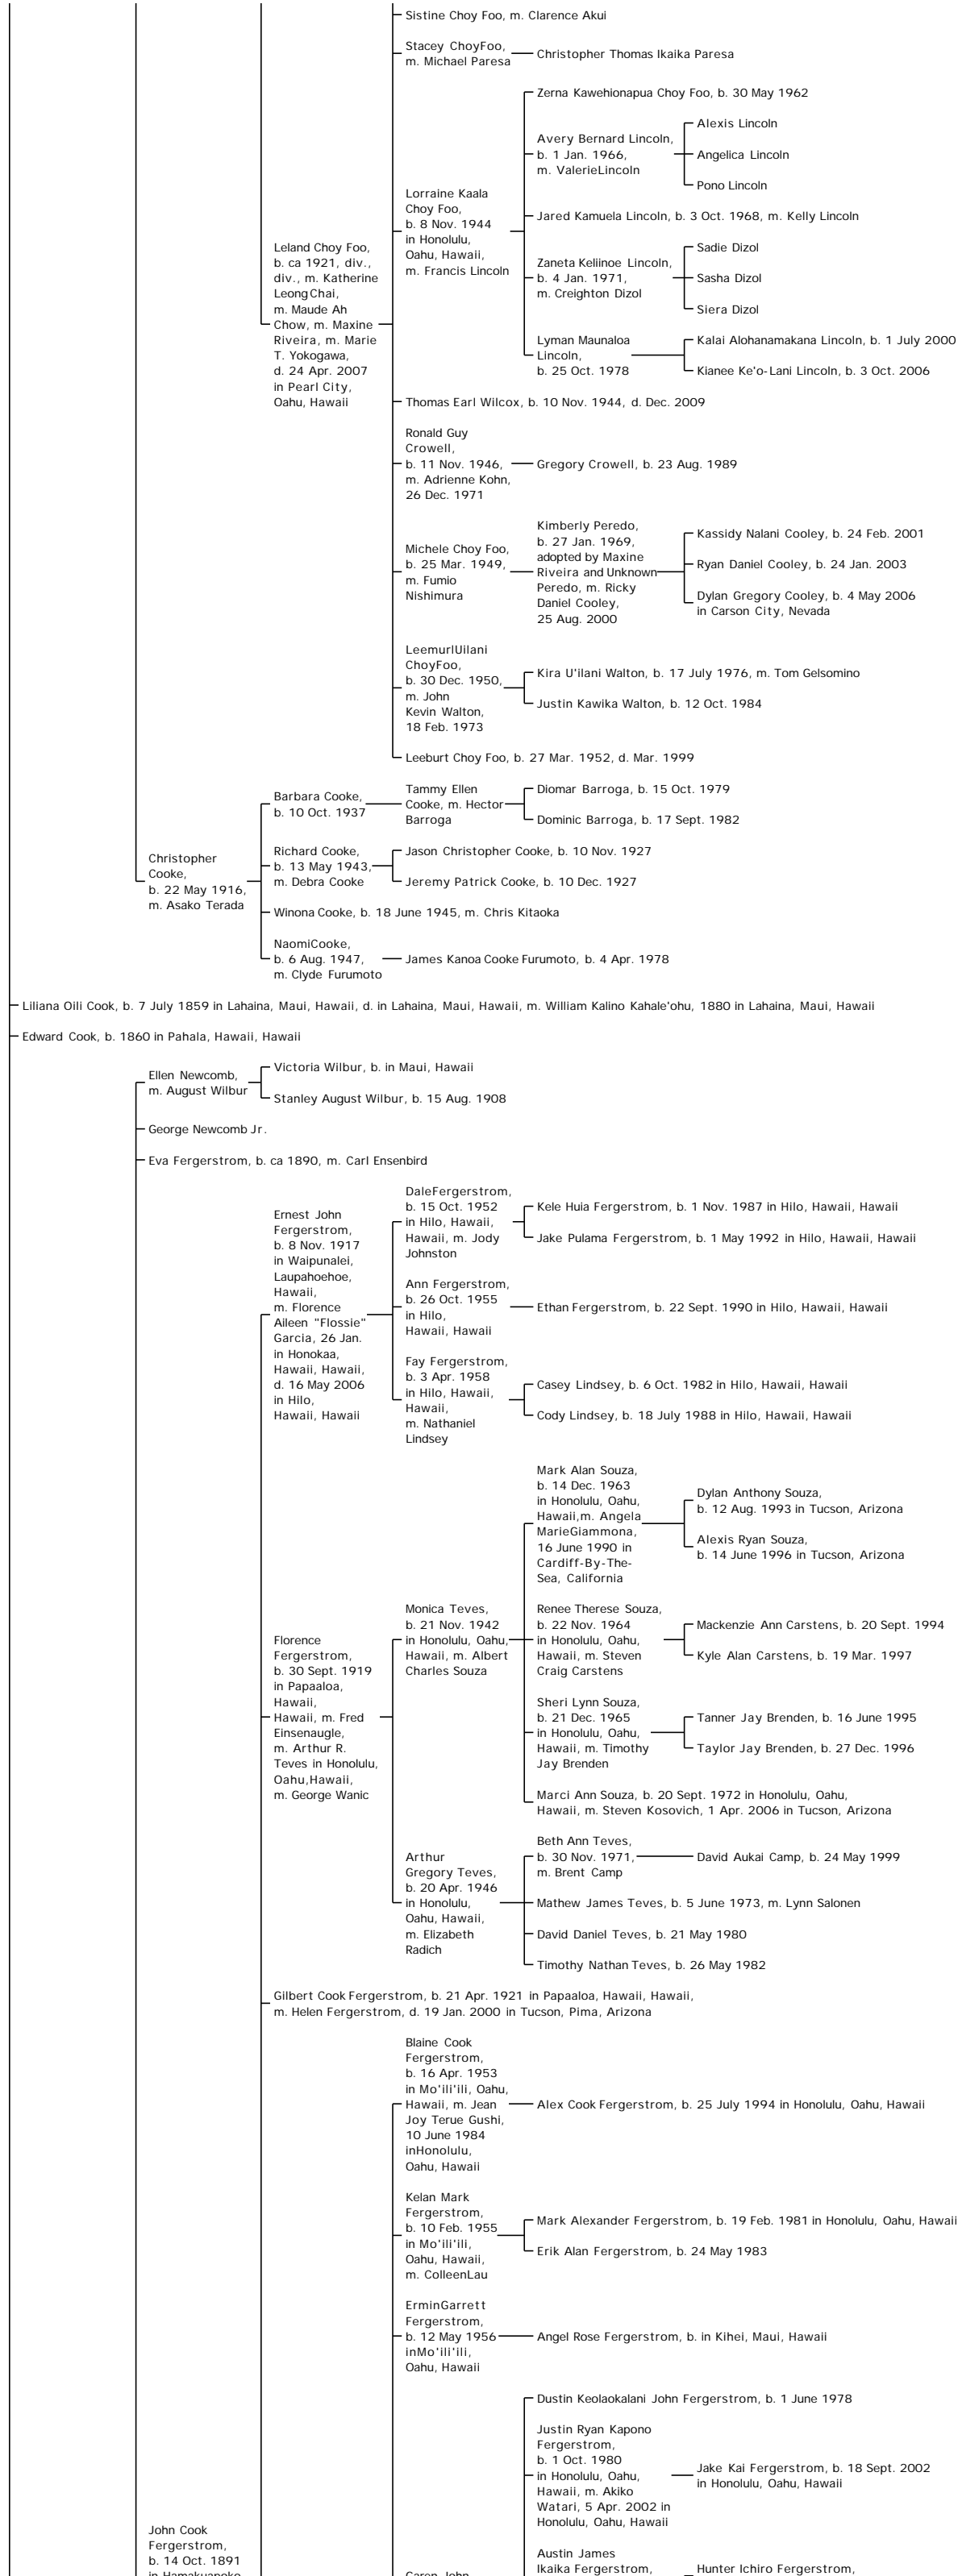 Sistine Choy Foo, m. Clarence Akui
Stacey ChoyFoo,
m. Michael Paresa
Christopher Thomas Ikaika Paresa
Leland Choy Foo,
b. ca 1921, div.,
div., m. Katherine
LeongChai,
m. Maude Ah
Chow, m. Maxine
Riveira, m. Marie
T. Yokogawa,
d. 24 Apr. 2007
in Pearl City,
Oahu, Hawaii
Lorraine Kaala
Choy Foo,
b. 8 Nov. 1944
in Honolulu,
Oahu, Hawaii,
m. Francis Lincoln
Zerna Kawehionapua Choy Foo, b. 30 May 1962
Avery Bernard Lincoln,
b. 1 Jan. 1966,
m. ValerieLincoln
Alexis Lincoln
Angelica Lincoln
Pono Lincoln
Jared Kamuela Lincoln, b. 3 Oct. 1968, m. Kelly Lincoln
Zaneta Keliinoe Lincoln,
b. 4 Jan. 1971,
m. Creighton Dizol
Sadie Dizol
Sasha Dizol
Siera Dizol
Lyman Maunaloa
Lincoln,
b. 25 Oct. 1978
Kalai Alohanamakana Lincoln, b. 1 July 2000
Kianee Ke'o-Lani Lincoln, b. 3 Oct. 2006
Thomas Earl Wilcox, b. 10 Nov. 1944, d. Dec. 2009
Ronald Guy
Crowell,
b. 11 Nov. 1946,
m. Adrienne Kohn,
26 Dec. 1971
Gregory Crowell, b. 23 Aug. 1989
Michele Choy Foo,
b. 25 Mar. 1949,
m. Fumio
Nishimura
Kimberly Peredo,
b. 27 Jan. 1969,
adopted by Maxine
Riveira and Unknown
Peredo, m. Ricky
Daniel Cooley,
25 Aug. 2000
Kassidy Nalani Cooley, b. 24 Feb. 2001
Ryan Daniel Cooley, b. 24 Jan. 2003
Dylan Gregory Cooley, b. 4 May 2006
in Carson City, Nevada
LeemurlUilani
ChoyFoo,
b. 30 Dec. 1950,
m. John
Kevin Walton,
18 Feb. 1973
Kira U'ilani Walton, b. 17 July 1976, m. Tom Gelsomino
Justin Kawika Walton, b. 12 Oct. 1984
Leeburt Choy Foo, b. 27 Mar. 1952, d. Mar. 1999
Christopher
Cooke,
b. 22 May 1916,
m. Asako Terada
Barbara Cooke,
b. 10 Oct. 1937
Tammy Ellen
Cooke, m. Hector
Barroga
Diomar Barroga, b. 15 Oct. 1979
Dominic Barroga, b. 17 Sept. 1982
Richard Cooke,
b. 13 May 1943,
m. Debra Cooke
Jason Christopher Cooke, b. 10 Nov. 1927
Jeremy Patrick Cooke, b. 10 Dec. 1927
Winona Cooke, b. 18 June 1945, m. Chris Kitaoka
NaomiCooke,
b. 6 Aug. 1947,
m. Clyde Furumoto
James Kanoa Cooke Furumoto, b. 4 Apr. 1978
Liliana Oili Cook, b. 7 July 1859 in Lahaina, Maui, Hawaii, d. in Lahaina, Maui, Hawaii, m. William Kalino Kahale'ohu, 1880 in Lahaina, Maui, Hawaii
Edward Cook, b. 1860 in Pahala, Hawaii, Hawaii
Ellen Newcomb,
m. August Wilbur
Victoria Wilbur, b. in Maui, Hawaii
Stanley August Wilbur, b. 15 Aug. 1908
George Newcomb Jr.
Eva Fergerstrom, b. ca 1890, m. Carl Ensenbird
Ernest John
Fergerstrom,
b. 8 Nov. 1917
in Waipunalei,
Laupahoehoe,
Hawaii,
m. Florence
Aileen "Flossie"
Garcia, 26 Jan.
in Honokaa,
Hawaii, Hawaii,
d. 16 May 2006
in Hilo,
Hawaii, Hawaii
DaleFergerstrom,
b. 15 Oct. 1952
in Hilo, Hawaii,
Hawaii, m. Jody
Johnston
Kele Huia Fergerstrom, b. 1 Nov. 1987 in Hilo, Hawaii, Hawaii
Jake Pulama Fergerstrom, b. 1 May 1992 in Hilo, Hawaii, Hawaii
Ann Fergerstrom,
b. 26 Oct. 1955
in Hilo,
Hawaii, Hawaii
Ethan Fergerstrom, b. 22 Sept. 1990 in Hilo, Hawaii, Hawaii
Fay Fergerstrom,
b. 3 Apr. 1958
in Hilo, Hawaii,
Hawaii,
m. Nathaniel
Lindsey
Casey Lindsey, b. 6 Oct. 1982 in Hilo, Hawaii, Hawaii
Cody Lindsey, b. 18 July 1988 in Hilo, Hawaii, Hawaii
Florence
Fergerstrom,
b. 30 Sept. 1919
in Papaaloa,
Hawaii,
Hawaii, m. Fred
Einsenaugle,
m. Arthur R.
Teves in Honolulu,
Oahu,Hawaii,
m. George Wanic
Monica Teves,
b. 21 Nov. 1942
in Honolulu, Oahu,
Hawaii, m. Albert
Charles Souza
Mark Alan Souza,
b. 14 Dec. 1963
in Honolulu, Oahu,
Hawaii,m. Angela
MarieGiammona,
16 June 1990 in
Cardiff-By-The-
Sea, California
Dylan Anthony Souza,
b. 12 Aug. 1993 in Tucson, Arizona
Alexis Ryan Souza,
b. 14 June 1996 in Tucson, Arizona
Renee Therese Souza,
b. 22 Nov. 1964
in Honolulu, Oahu,
Hawaii, m. Steven
Craig Carstens
Mackenzie Ann Carstens, b. 20 Sept. 1994
Kyle Alan Carstens, b. 19 Mar. 1997
Sheri Lynn Souza,
b. 21 Dec. 1965
in Honolulu, Oahu,
Hawaii, m. Timothy
Jay Brenden
Tanner Jay Brenden, b. 16 June 1995
Taylor Jay Brenden, b. 27 Dec. 1996
Marci Ann Souza, b. 20 Sept. 1972 in Honolulu, Oahu,
Hawaii, m. Steven Kosovich, 1 Apr. 2006 in Tucson, Arizona
Arthur
Gregory Teves,
b. 20 Apr. 1946
in Honolulu,
Oahu, Hawaii,
m. Elizabeth
Radich
Beth Ann Teves,
b. 30 Nov. 1971,
m. Brent Camp
David Aukai Camp, b. 24 May 1999
Mathew James Teves, b. 5 June 1973, m. Lynn Salonen
David Daniel Teves, b. 21 May 1980
Timothy Nathan Teves, b. 26 May 1982
Gilbert Cook Fergerstrom, b. 21 Apr. 1921 in Papaaloa, Hawaii, Hawaii,
m. Helen Fergerstrom, d. 19 Jan. 2000 in Tucson, Pima, Arizona
Blaine Cook
Fergerstrom,
b. 16 Apr. 1953
in Mo'ili'ili, Oahu,
Hawaii, m. Jean
Joy Terue Gushi,
10 June 1984
inHonolulu,
Oahu, Hawaii
Alex Cook Fergerstrom, b. 25 July 1994 in Honolulu, Oahu, Hawaii
Kelan Mark
Fergerstrom,
b. 10 Feb. 1955
in Mo'ili'ili,
Oahu, Hawaii,
m. ColleenLau
Mark Alexander Fergerstrom, b. 19 Feb. 1981 in Honolulu, Oahu, Hawaii
Erik Alan Fergerstrom, b. 24 May 1983
ErminGarrett
Fergerstrom,
b. 12 May 1956
inMo'ili'ili,
Oahu, Hawaii
Angel Rose Fergerstrom, b. in Kihei, Maui, Hawaii
Dustin Keolaokalani John Fergerstrom, b. 1 June 1978
Justin Ryan Kapono
Fergerstrom,
b. 1 Oct. 1980
in Honolulu, Oahu,
Hawaii, m. Akiko
Watari, 5 Apr. 2002 in
Honolulu, Oahu, Hawaii
Jake Kai Fergerstrom, b. 18 Sept. 2002
in Honolulu, Oahu, Hawaii
John Cook
Fergerstrom,
b. 14 Oct. 1891
Austin James
Ikaika Fergerstrom,
Hunter Ichiro Fergerstrom,